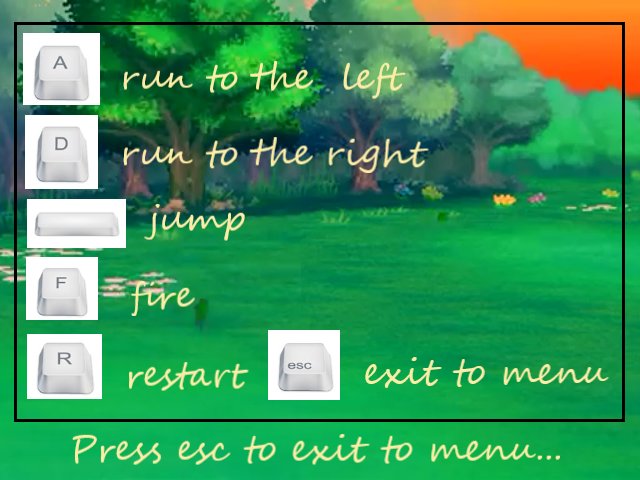 A run to the left
D run to the right
jump
F fire
R restart esc exit to menu
Press esc to exit to menu...